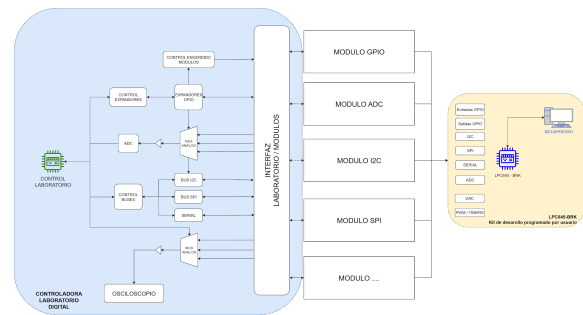 CONTROL ENCENDIDO
MODULOS
CONTROL
EXPANSORES
EXPANSORES
GPIO
ADC
MUX
ANALOG
CONTROL
LABORATORIO
CONTROL
BUSES
BUS I2C
BUS SPI
SERIAL
MUX
ANALOG
OSCILOSCOPIO
CONTROLADORA
LABORATORIO
DIGITAL
INTERFAZ
LABORATORIO / MODULOS
MODULO GPIO
MODULO ADC
MODULO I2C
MODULO SPI
MODULO ....
Entradas GPIO
Salidas GPIO
I2C
SPI
SERIAL
ADC
DAC
PWM / TIMERS
LPC845 - BRK
MCUXPRESSO
LPC845-BRK
Kit de desarollo programado por usuario